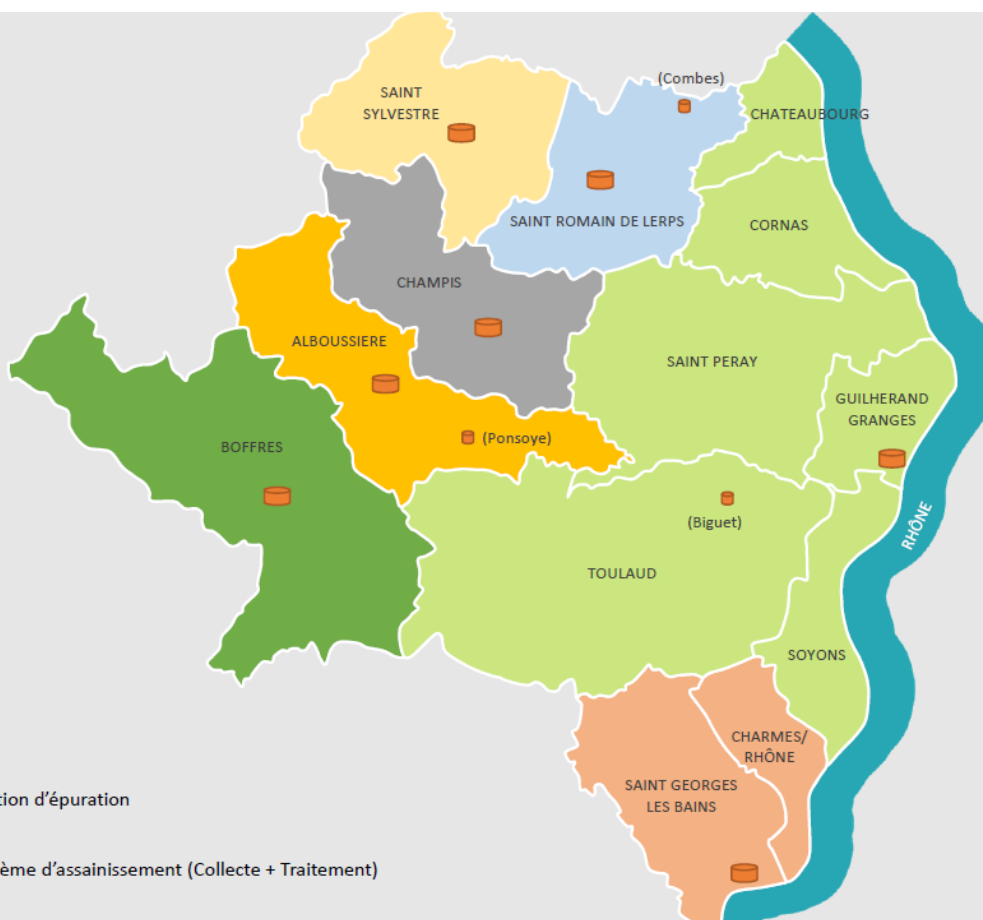 (Combes)
SAINT
SYLVESTRE
CHATEAUBOURG
SAINT ROMAIN DE LERPS
CORNAS
CHAMPIS
ALBOUSSIERE
SAINT PERAY
GUILHERAND
GRANGES
(Ponsoye)
BOFFRES
(Biguet)
RHÔNE
TOULAUD
SOYONS
CHARMES/
RHÔNE
SAINT GEORGES
LES BAINS
tion d'épuration
ème d'assainissement (Collecte + Traitement)